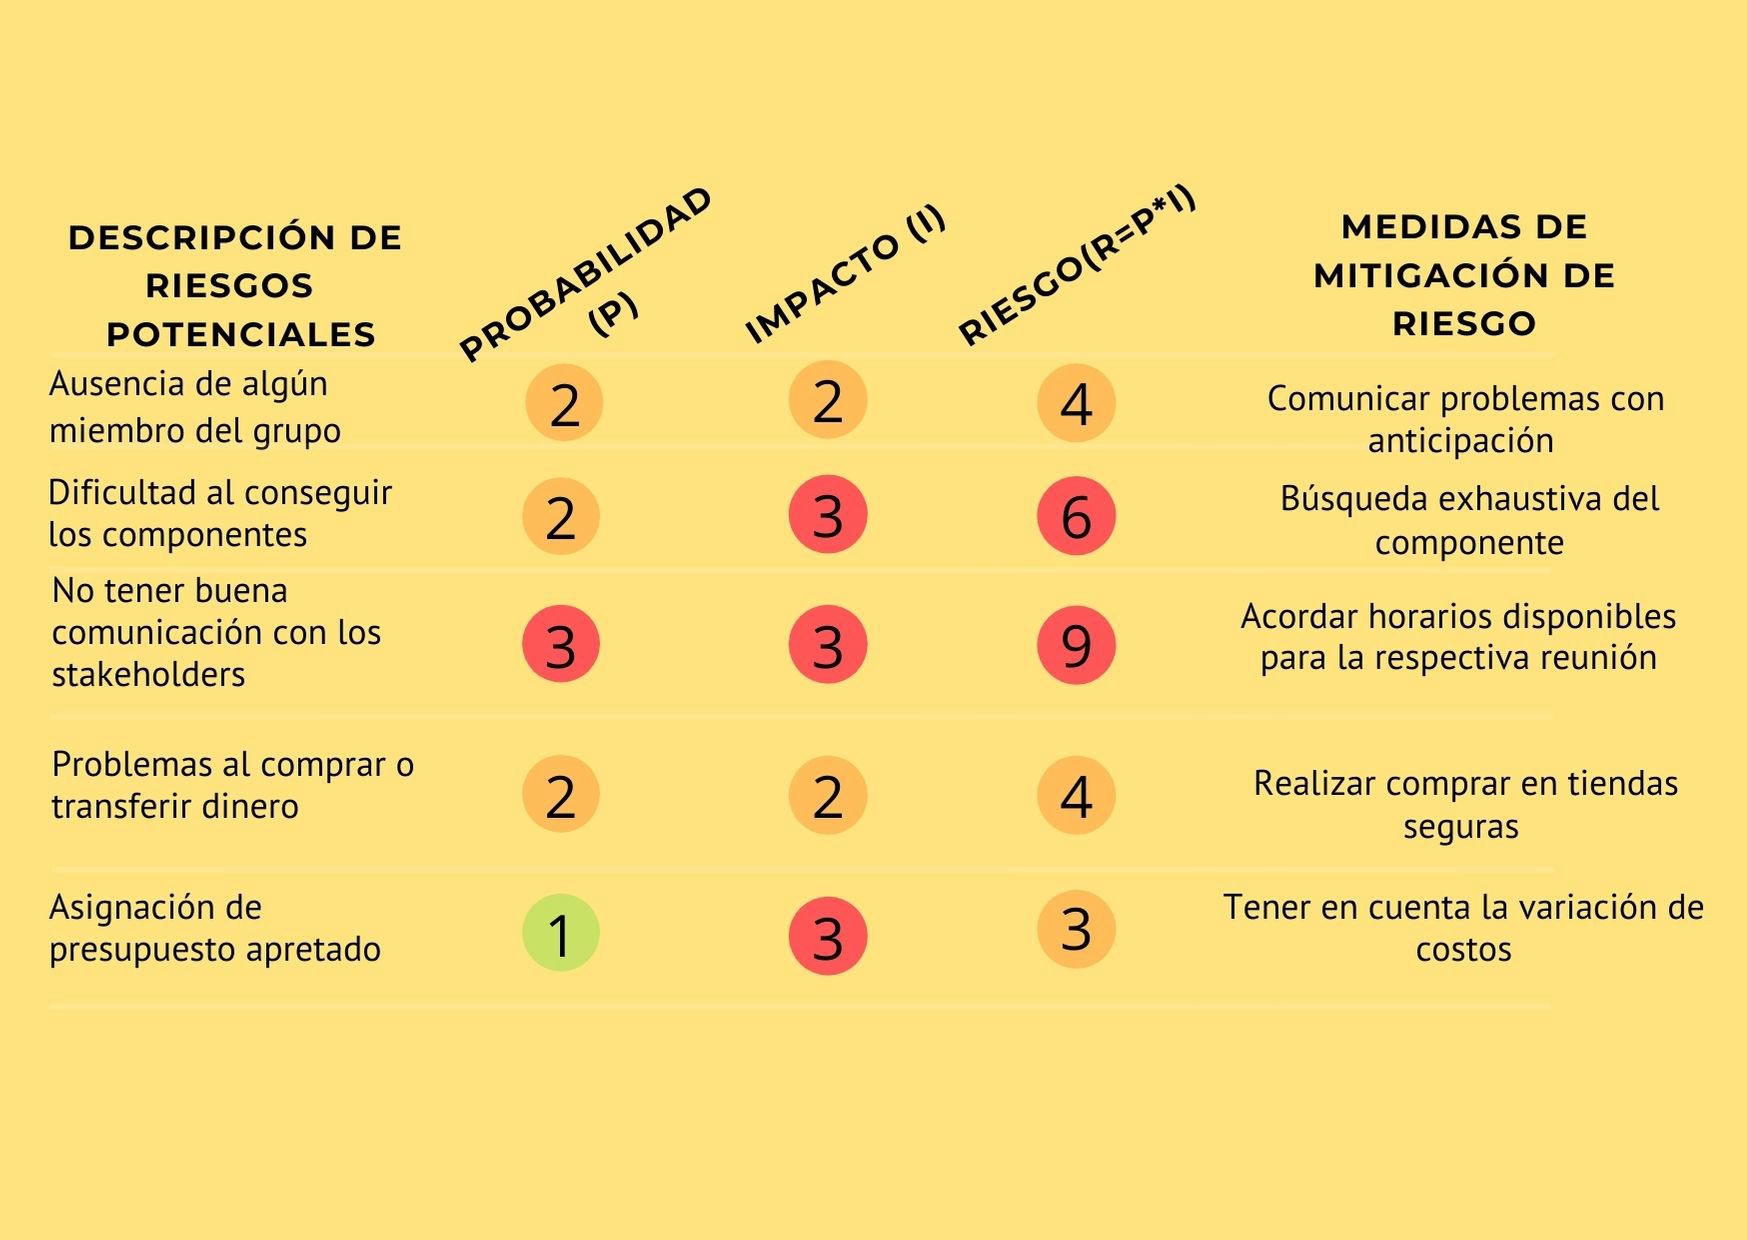 DESCRIPCIÓN DE
RIESGOS
POTENCIALES
PROBABILIDAD
(P)
IMPACTO (I)
RIESGO(R=P*I)
MEDIDAS DE
MITIGACIÓN DE
RIESGO
Ausencia de algún
miembro del grupo
2
2
4
Comunicar problemas con
anticipación
Dificultad al conseguir
los componentes
2
3
6
Búsqueda exhaustiva del
componente
No tener buena
comunicación con los
stakeholders
3
3
9
Acordar horarios disponibles
para la respectiva reunión
Problemas al comprar o
transferir dinero
2
2
4
Realizar comprar en tiendas
seguras
Asignación de
presupuesto apretado
1
3
3
Tener en cuenta la variación de
costos